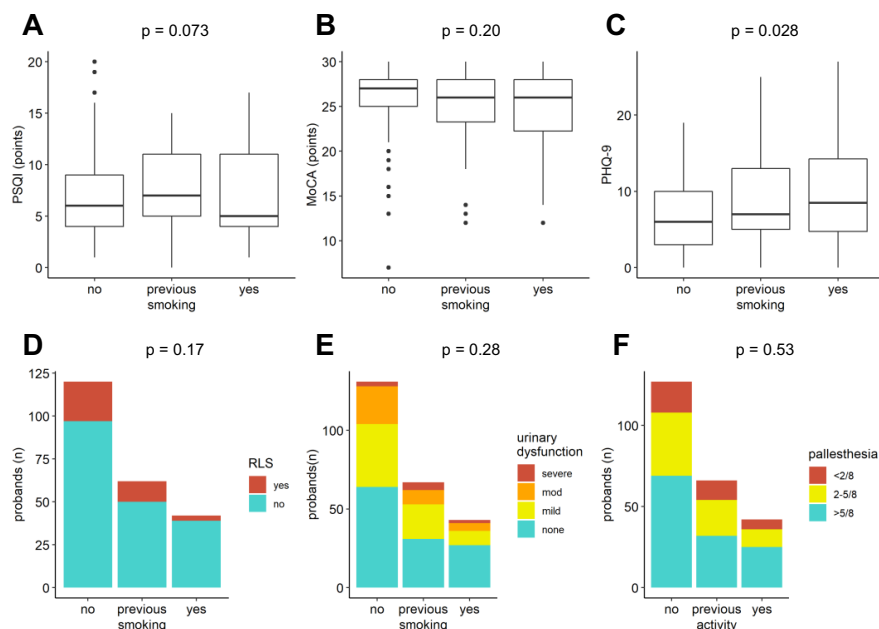 A
p = 0.073
PSQI (points)
20
15
10
5
0
no
previous
yes
smoking
B
p = 0.20
MoCA (points)
30
25
20
15
10
no
previous
yes
smoking
C
p = 0.028
PHQ-9
20
10
0
no
previous
yes
smoking
D
p = 0.17
probands (n)
125
100
75
50
25
0
no
previous
yes
smoking
RLS
yes
no
E
p = 0.28
probands(n)
100
50
0
no
previous
yes
smoking
urinary
dysfunction
severe
mod
mild
none
F
p = 0.53
probands (n)
100
50
0
no
previous
yes
activity
pallesthesia
<2/8
2-5/8
>5/8